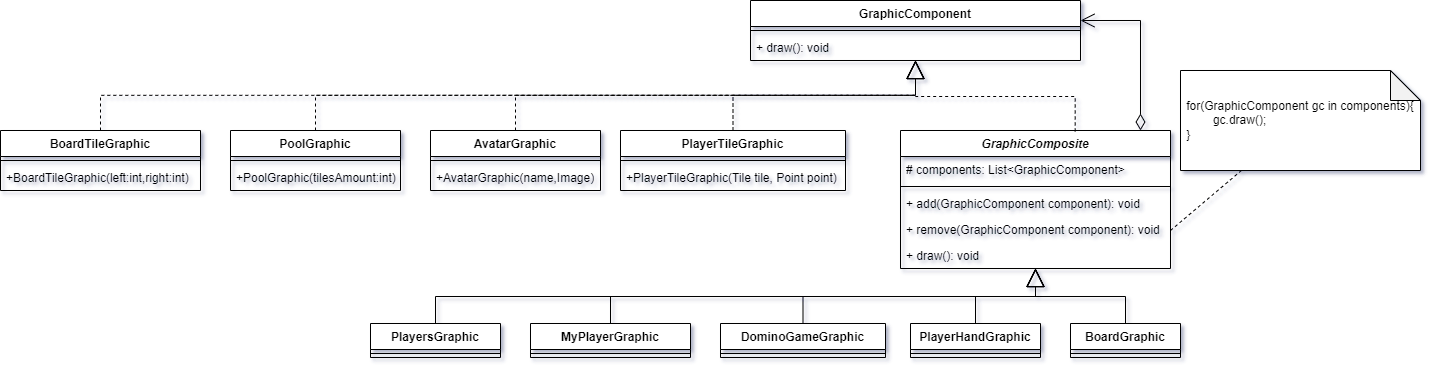 GraphicComponent
+ draw(): void
for(GraphicComponent gc in components){
gc.draw();
}
BoardTileGraphic
+BoardTileGraphic(left:int,right:int)
PoolGraphic
+PoolGraphic(tilesAmount:int)
AvatarGraphic
+AvatarGraphic(name,Image)
PlayerTileGraphic
+PlayerTileGraphic(Tile tile, Point point)
GraphicComposite
# components: List<GraphicComponent>
+ add(GraphicComponent component): void
+ remove(GraphicComponent component): void
+ draw(): void
PlayersGraphic
MyPlayerGraphic
DominoGameGraphic
PlayerHandGraphic
BoardGraphic